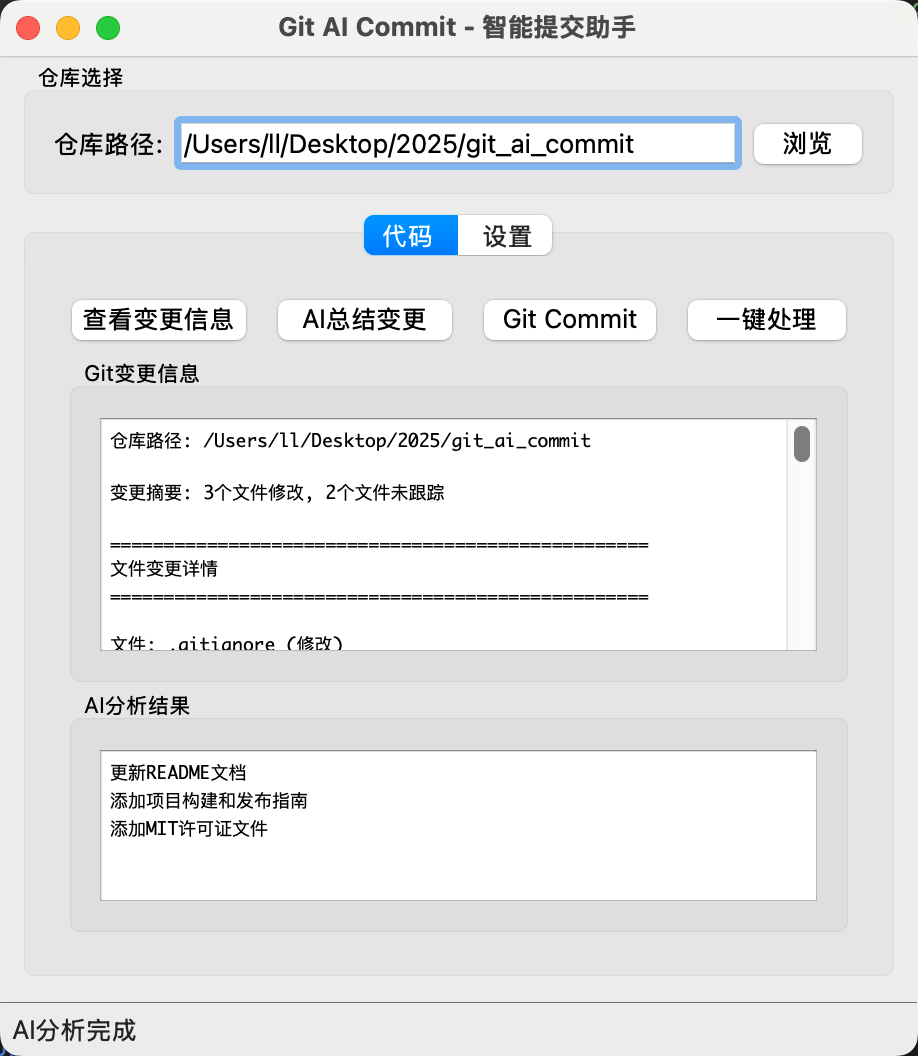 Git AI Commit - 智能提交助手
仓库选择
仓库路径: /Users/ll/Desktop/2025/git_ai_commit 浏览
代码 设置
查看变更信息 AI总结变更 Git Commit 一键处理
Git变更信息
仓库路径: /Users/ll/Desktop/2025/git_ai_commit
变更摘要: 3个文件修改, 2个文件未跟踪
==================================================
文件变更详情
==================================================
文件: .gitignore (修改)
AI分析结果
更新README文档
添加项目构建和发布指南
添加MIT许可证文件
AI分析完成